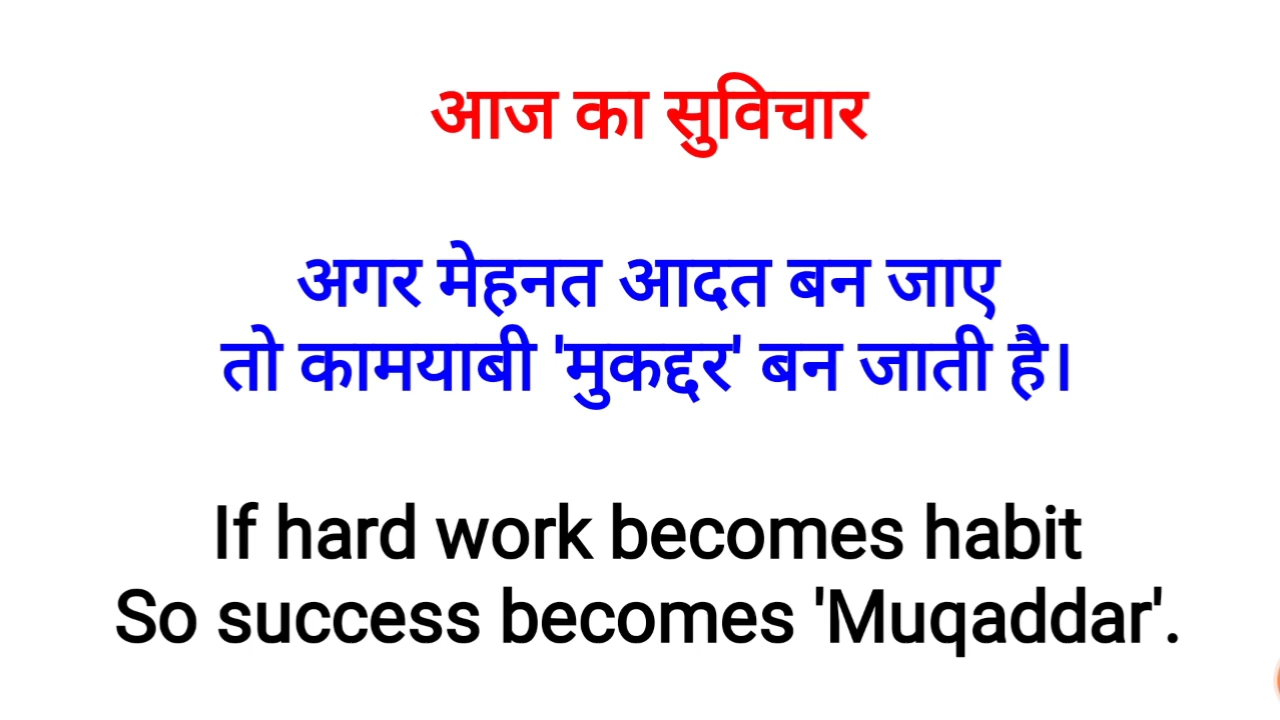 आज का सुविचार
अगर मेहनत आदत बन जाए
तो कामयाबी 'मुकद्दर' बन जाती है।
If hard work becomes habit
So success becomes 'Muqaddar'.